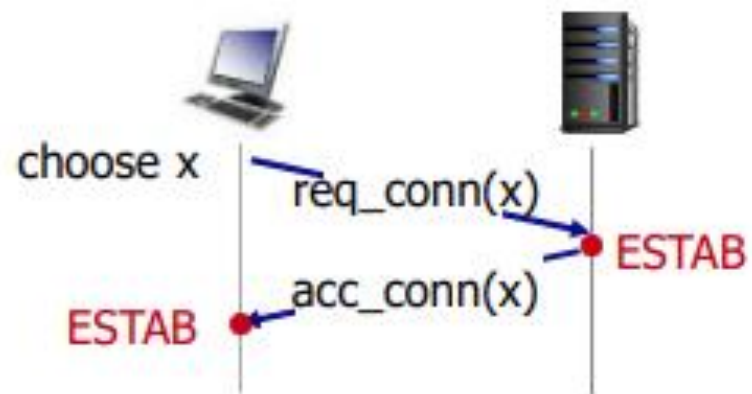 choose x
req_conn(x)
ESTAB
acc_conn(x)
ESTAB